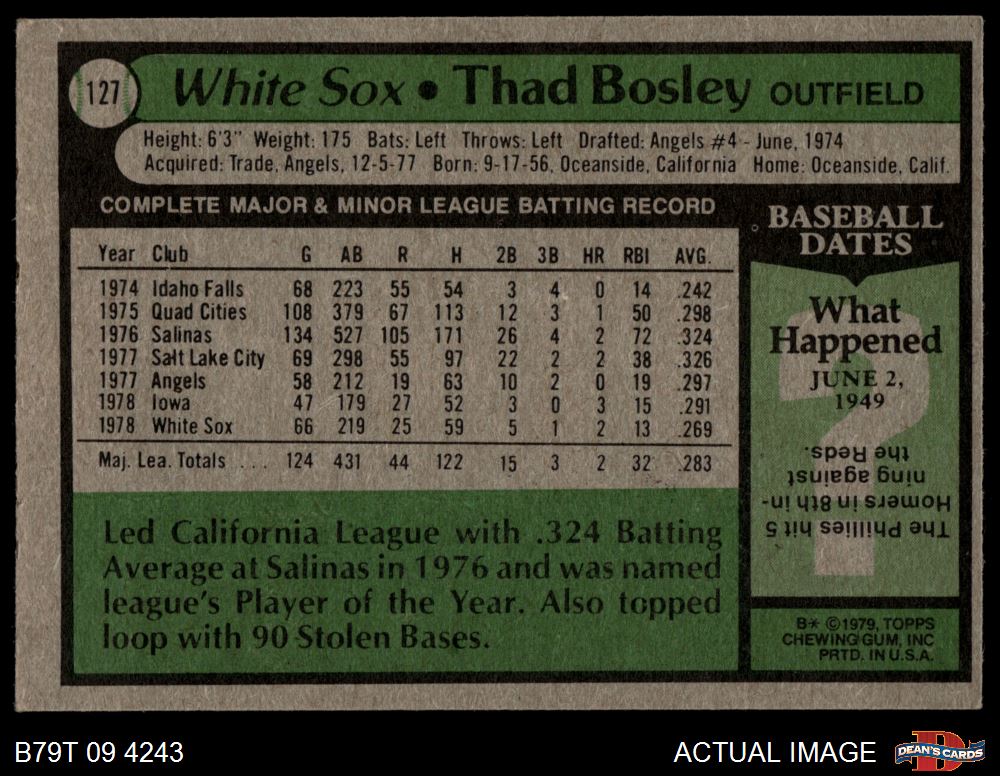 127 White Sox • Thad Bosley OUTFIELD
Height: 6'3" Weight: 175 Bats: Left Throws: Left Drafted: Angels #4 - June, 1974
Acquired: Trade, Angels, 12-5-77 Born: 9-17-56, Oceanside, California Home: Oceanside, Calif.
COMPLETE MAJOR & MINOR LEAGUE BATTING RECORD
Year Club G AB R H 2B 3B HR RBI AVG.
1974 Idaho Falls 68 223 55 54 3 4 0 14 .242
1975 Quad Cities 108 379 67 113 12 3 1 50 .298
1976 Salinas 134 527 105 171 26 4 2 72 .324
1977 Salt Lake City 69 298 55 97 22 2 2 38 .326
1977 Angels 58 212 19 63 10 2 0 19 .297
1978 Iowa 47 179 27 52 3 0 3 15 .291
1978 White Sox 66 219 25 59 5 1 2 13 .269
Maj. Lea. Totals ... 124 431 44 122 15 3 2 32 .283
Led California League with .324 Batting
Average at Salinas in 1976 and was named
league's Player of the Year. Also topped
loop with 90 Stolen Bases.
BASEBALL
DATES
What
Happened
JUNE 2,
1949
?
The Phillies hit 5
Homers in 8th in-
ning against
the Reds.
B* ©1979, TOPPS
CHEWING GUM, INC
PRTD. IN U.S.A.
B79T 09 4243
ACTUAL IMAGE
D
DEAN'S CARDS